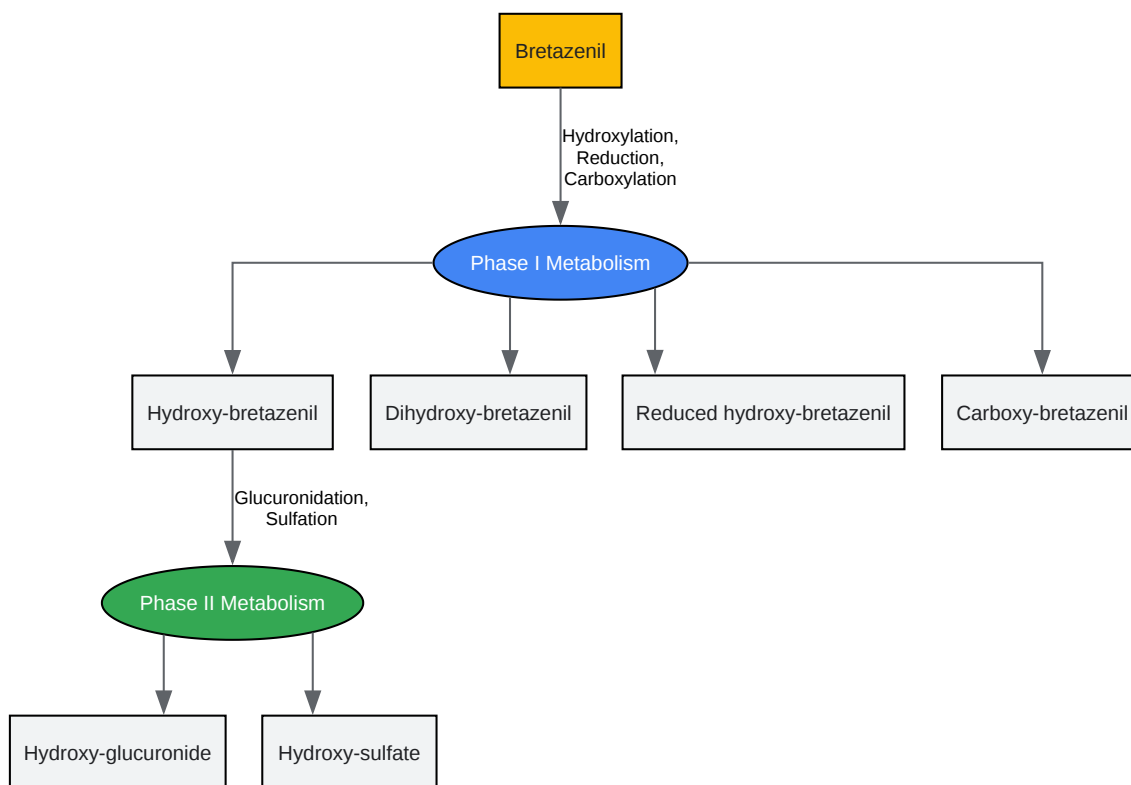 Bretazenil
Hydroxylation,
Reduction,
Carboxylation
Phase I Metabolism
Hydroxy-bretazenil
Dihydroxy-bretazenil
Reduced hydroxy-bretazenil
Carboxy-bretazenil
Glucuronidation,
Sulfation
Phase II Metabolism
Hydroxy-glucuronide
Hydroxy-sulfate